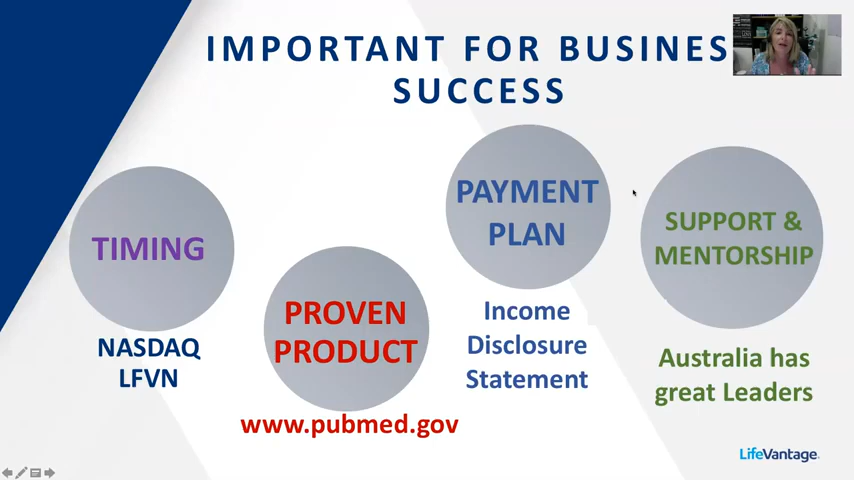 IMPORTANT FOR BUSINES
SUCCESS
TIMING
NASDAQ
LFVN
PROVEN
PRODUCT
www.pubmed.gov
PAYMENT
PLAN
Income
Disclosure
Statement
SUPPORT &
MENTORSHIP
Australia has
great Leaders
LifeVantage